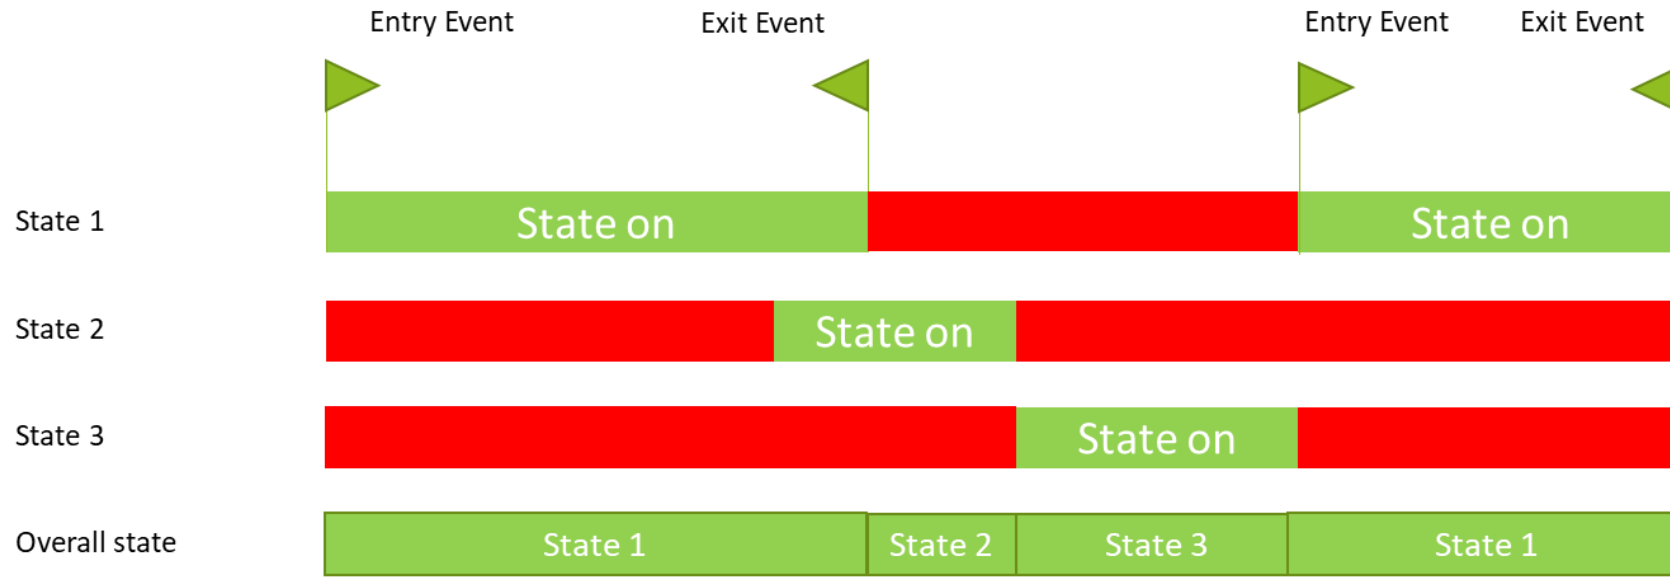 Entry Event
Exit Event
Entry Event
Exit Event
State 1
State on
State on
State 2
State on
State 3
State on
Overall state
State 1
State 2
State 3
State 1